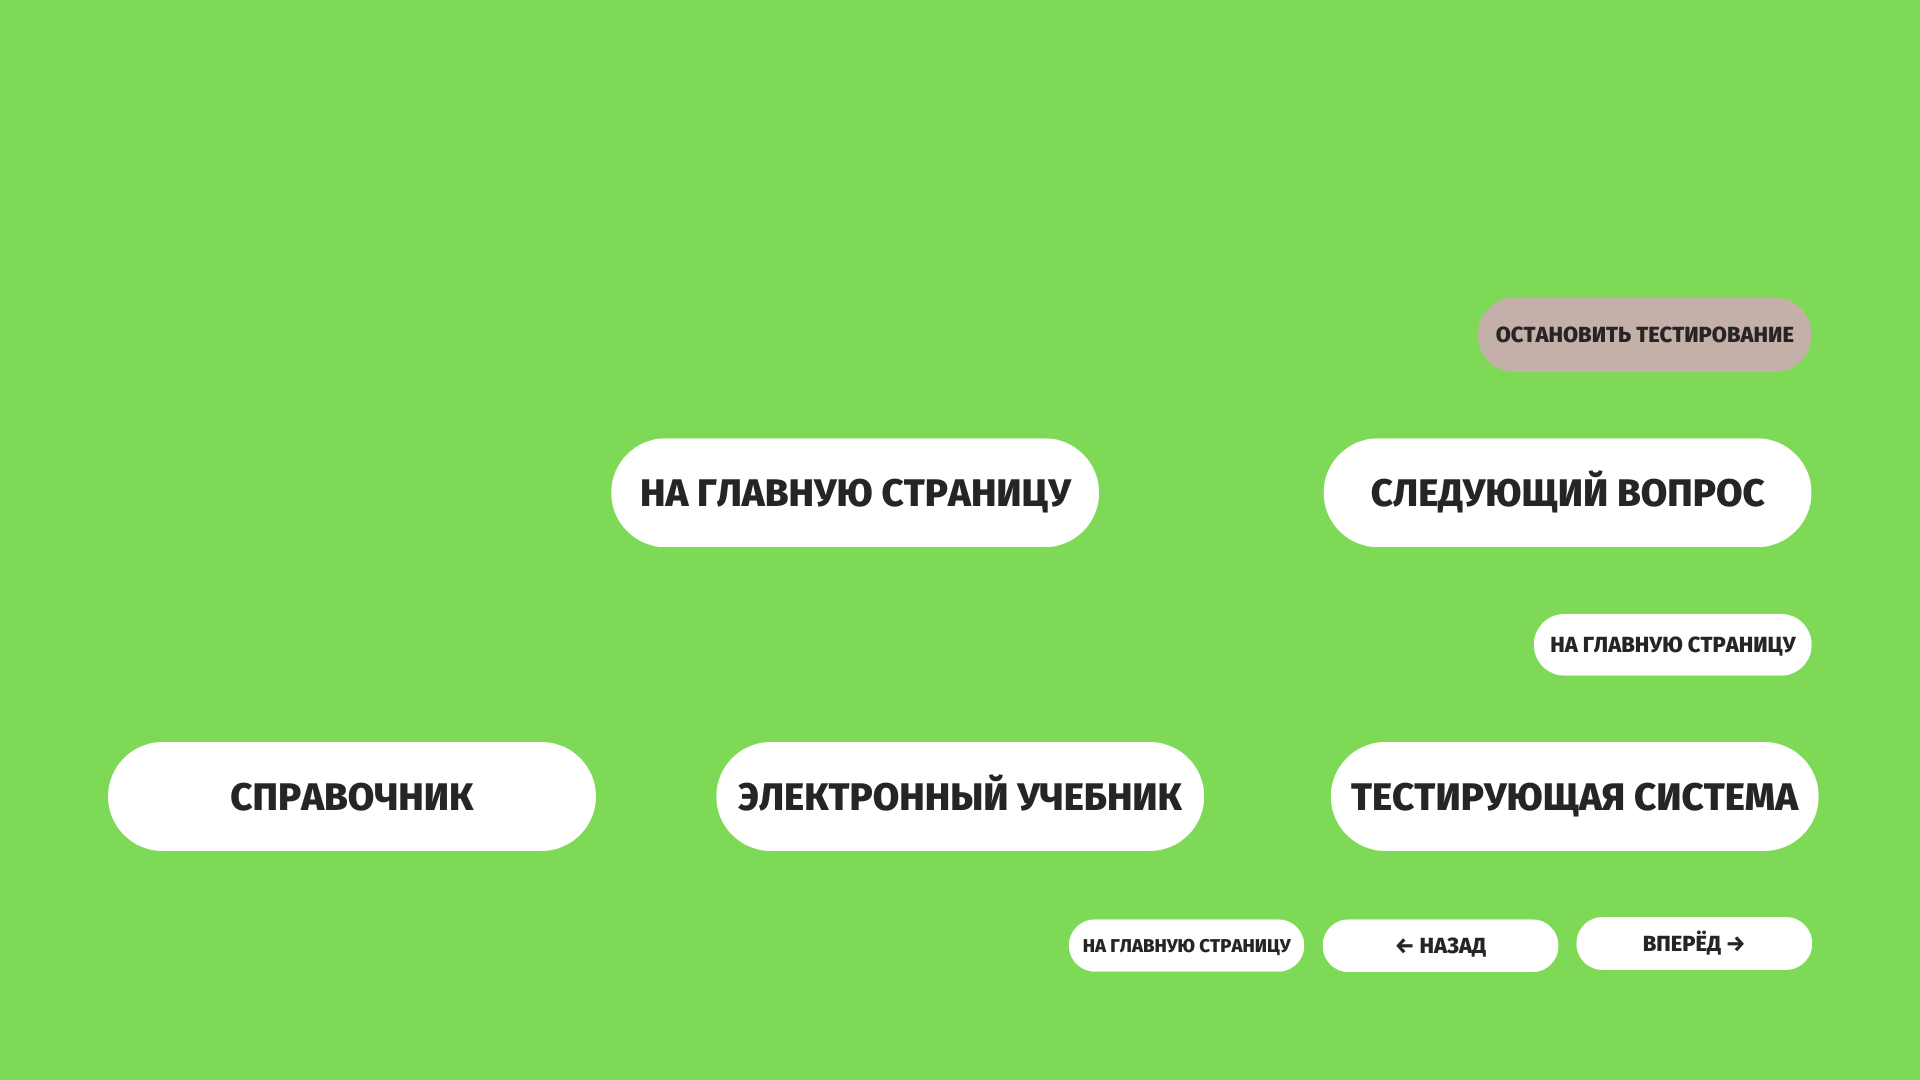 ОСТАНОВИТЬ ТЕСТИРОВАНИЕ
НА ГЛАВНУЮ СТРАНИЦУ
СЛЕДУЮЩИЙ ВОПРОС
НА ГЛАВНУЮ СТРАНИЦУ
СПРАВОЧНИК
ЭЛЕКТРОННЫЙ УЧЕБНИК
ТЕСТИРУЮЩАЯ СИСТЕМА
НА ГЛАВНУЮ СТРАНИЦУ
← НАЗАД
ВПЕРЁД →